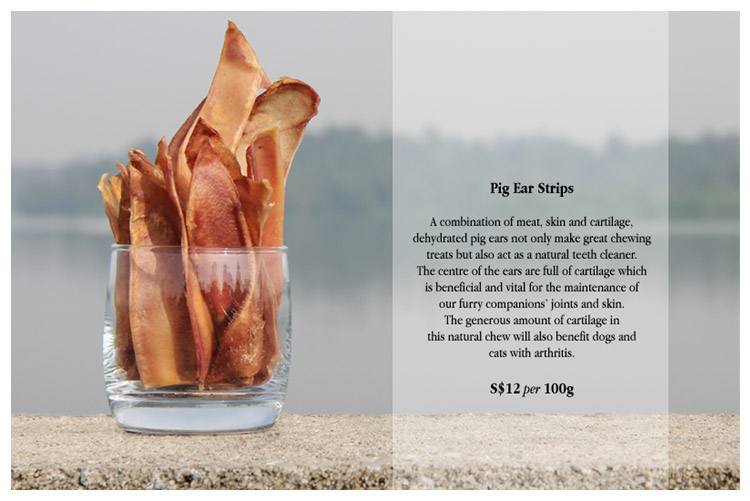 Pig Ear Strips
A combination of meat, skin and cartilage,
dehydrated pig ears not only make great chewing
treats but also act as a natural teeth cleaner.
The centre of the ears are full of cartilage which
is beneficial and vital for the maintenance of
our furry companions' joints and skin.
The generous amount of cartilage in
this natural chew will also benefit dogs and
cats with arthritis.
S$12 per 100g